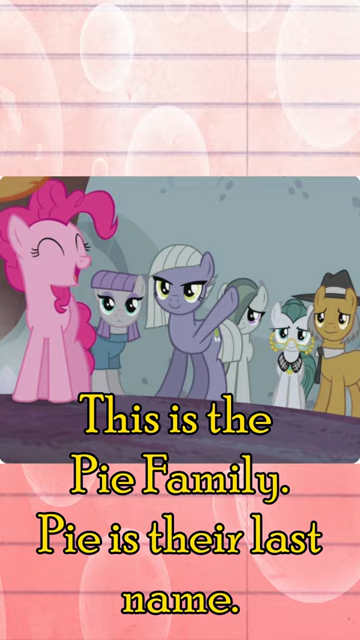 This is the
Pie Family.
Pie is their last
name.